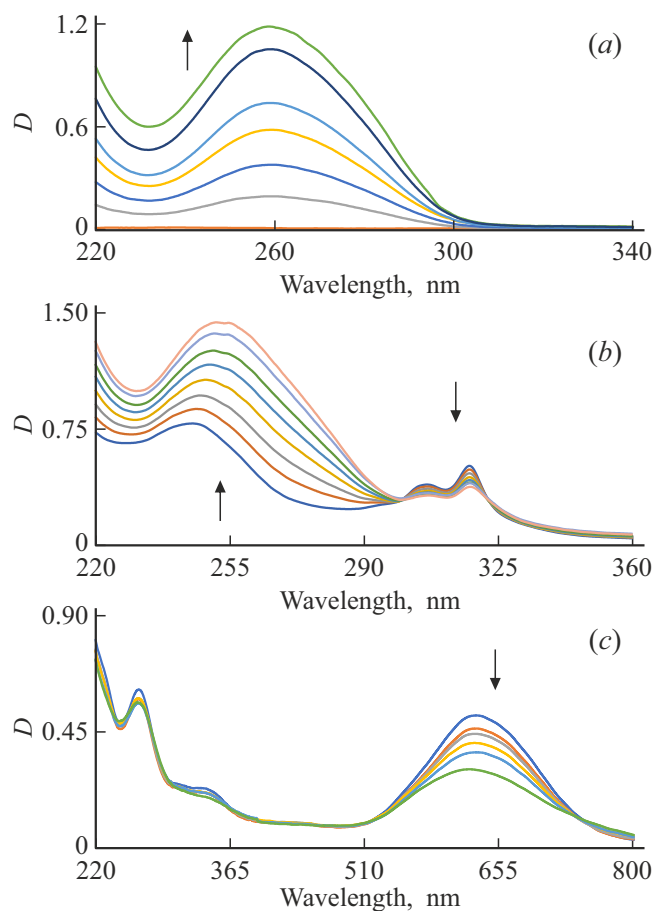 1.2
(a)
D
0.6
0
220 260 300 340
Wavelength, nm
1.50
(b)
D
0.75
0
220 255 290 325 360
Wavelength, nm
0.90
(c)
D
0.45
0
220 365 510 655 800
Wavelength, nm